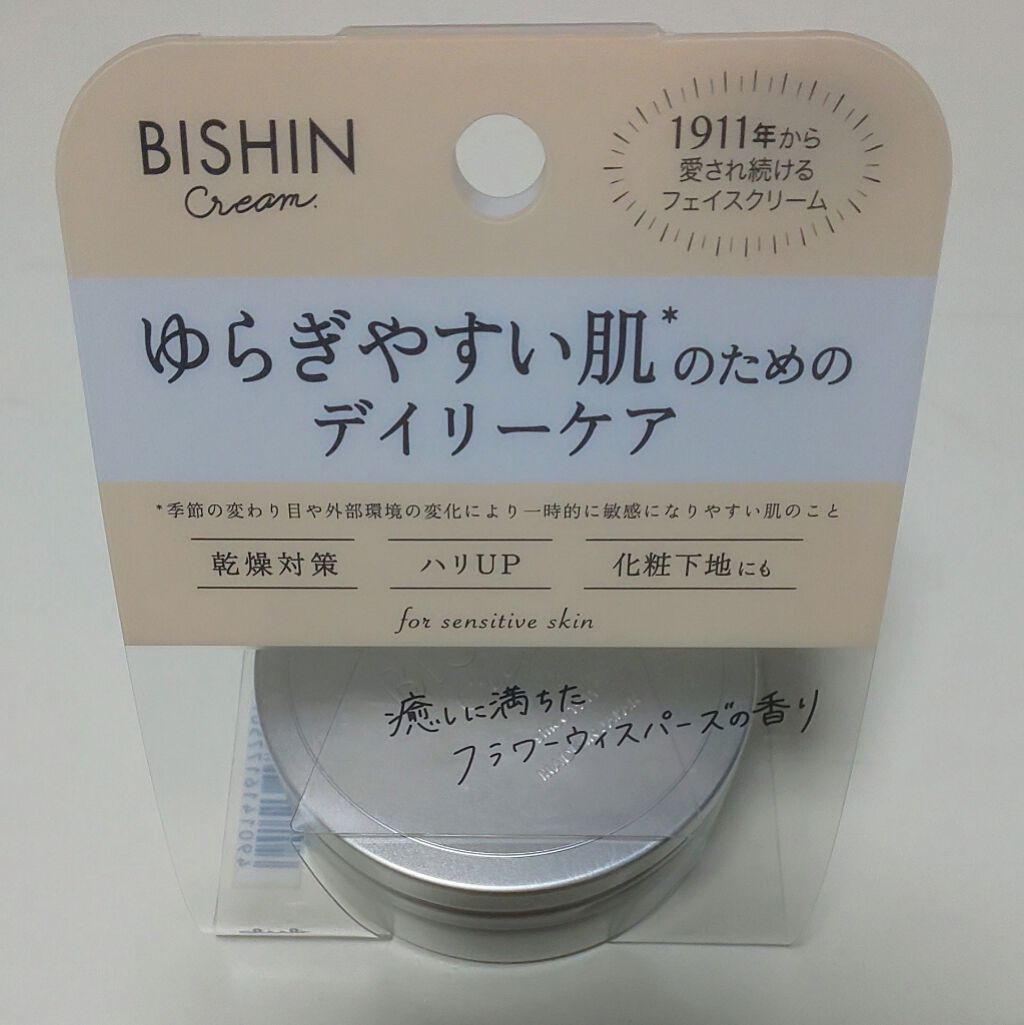 BISHIN
Cream.
1911年から
愛され続ける
フェイスクリーム
ゆらぎやすい肌*のための
デイリーケア
*季節の変わり目や外部環境の変化により一時的に敏感になりやすい肌のこと
乾燥対策
ハリUP
化粧下地にも
for sensitive skin
癒しに満ちた
フラワーウィスパーズの香り